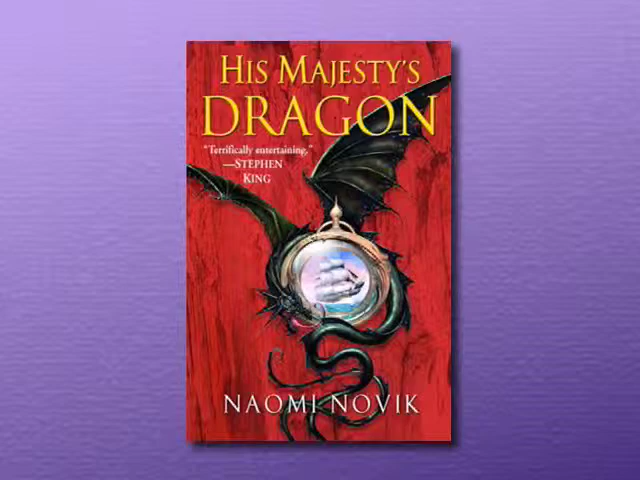 HIS MAJESTY'S
DRAGON
"Terrifically entertaining."
—STEPHEN
KING
NAOMI NOVIK